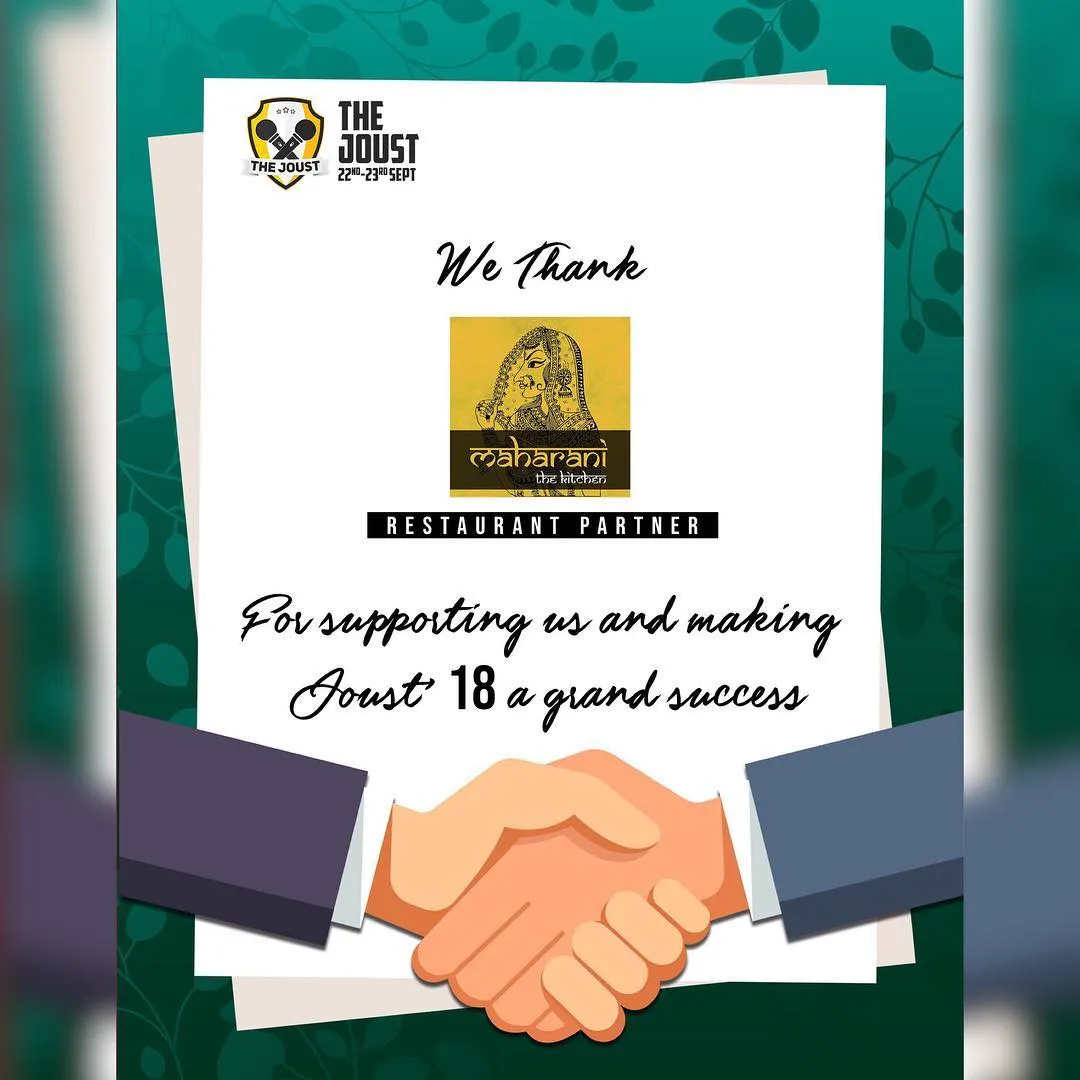 THE JOUST
THE
JOUST
22ND-23RD SEPT
We Thank
maharani
the kitchen
RESTAURANT PARTNER
For supporting us and making
Joust' 18 a grand success